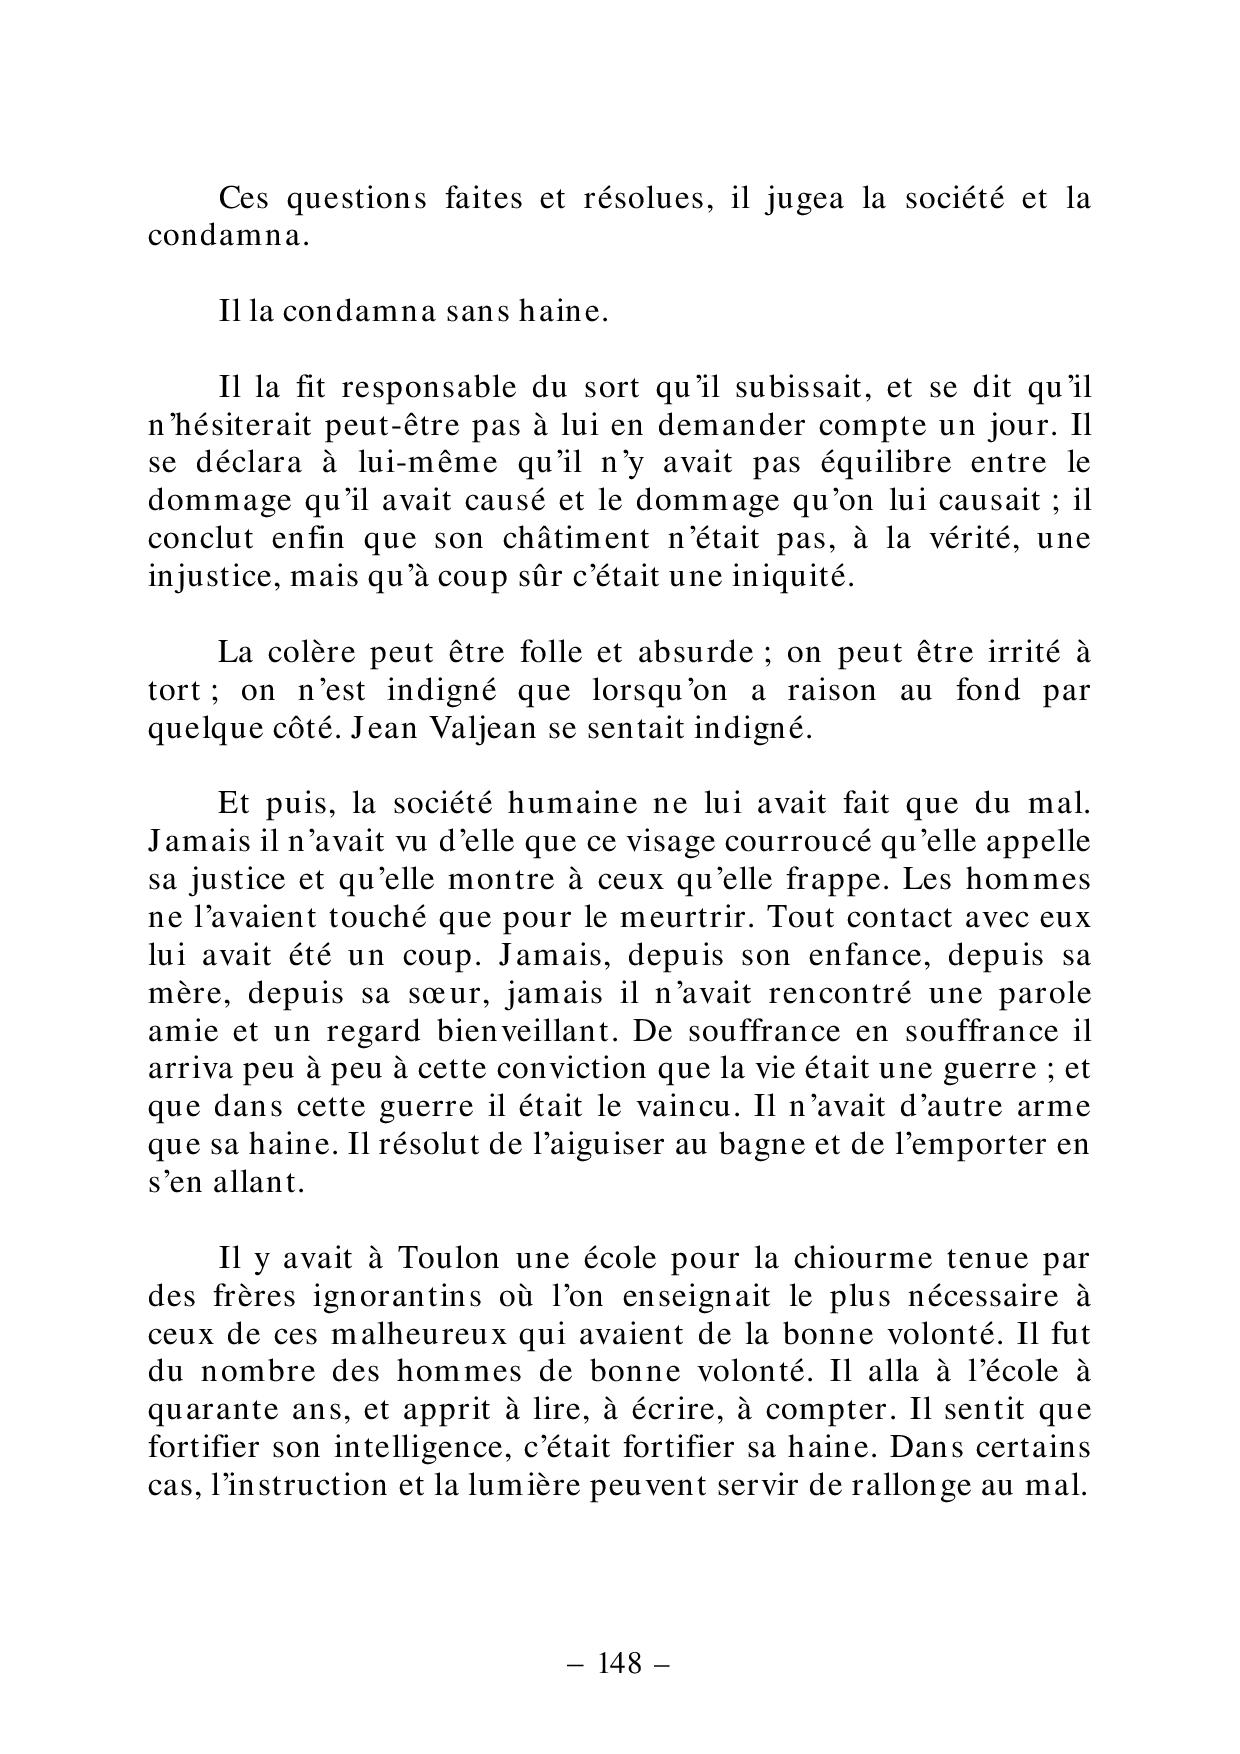 Ces questions faites et résolues, il jugea la société et la
condamna.
Il la condamna sans haine.
Il la fit responsable du sort qu’il subissait, et se dit qu’il
n’hésiterait peut-être pas à lui en demander compte un jour. Il
se déclara à lui-même qu’il n’y avait pas équilibre entre le
dommage qu’il avait causé et le dommage qu’on lui causait ; il
conclut enfin que son châtiment n’était pas, à la vérité, une
injustice, mais qu’à coup sûr c’était une iniquité.
La colère peut être folle et absurde ; on peut être irrité à
tort ; on n’est indigné que lorsqu’on a raison au fond par
quelque côté. Jean Valjean se sentait indigné.
Et puis, la société humaine ne lui avait fait que du mal.
Jamais il n’avait vu d’elle que ce visage courroucé qu’elle appelle
sa justice et qu’elle montre à ceux qu’elle frappe. Les hommes
ne l’avaient touché que pour le meurtrir. Tout contact avec eux
lui avait été un coup. Jamais, depuis son enfance, depuis sa
mère, depuis sa sœur, jamais il n’avait rencontré une parole
amie et un regard bienveillant. De souffrance en souffrance il
arriva peu à peu à cette conviction que la vie était une guerre ; et
que dans cette guerre il était le vaincu. Il n’avait d’autre arme
que sa haine. Il résolut de l’aiguiser au bagne et de l’emporter en
s’en allant.
Il y avait à Toulon une école pour la chiourme tenue par
des frères ignorantins où l’on enseignait le plus nécessaire à
ceux de ces malheureux qui avaient de la bonne volonté. Il fut
du nombre des hommes de bonne volonté. Il alla à l’école à
quarante ans, et apprit à lire, à écrire, à compter. Il sentit que
fortifier son intelligence, c’était fortifier sa haine. Dans certains
cas, l’instruction et la lumière peuvent servir de rallonge au mal.
– 148 –